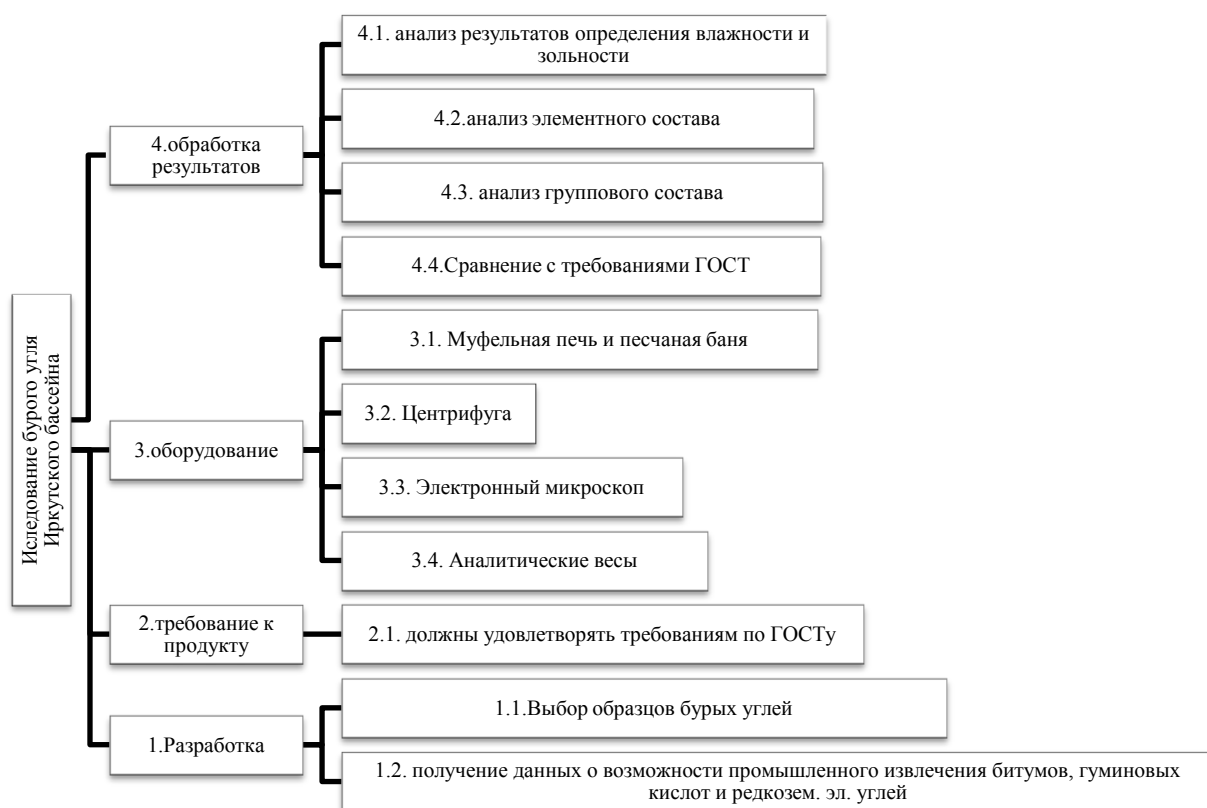 4.1. анализ результатов определения влажности и
зольности
4.2.анализ элементного состава
4.обработка
результатов
4.3. анализ группового состава
4.4.Сравнение с требованиями ГОСТ
Иследование бурого угля
Иркутского бассейна
3.1. Муфельная печь и песчаная баня
3.2. Центрифуга
3.оборудование
3.3. Электронный микроскоп
3.4. Аналитические весы
2.требование к
продукту
2.1. должны удовлетворять требованиям по ГОСТу
1.1.Выбор образцов бурых углей
1.Разработка
1.2. получение данных о возможности промышленного извлечения битумов, гуминовых
кислот и редкозем. эл. углей